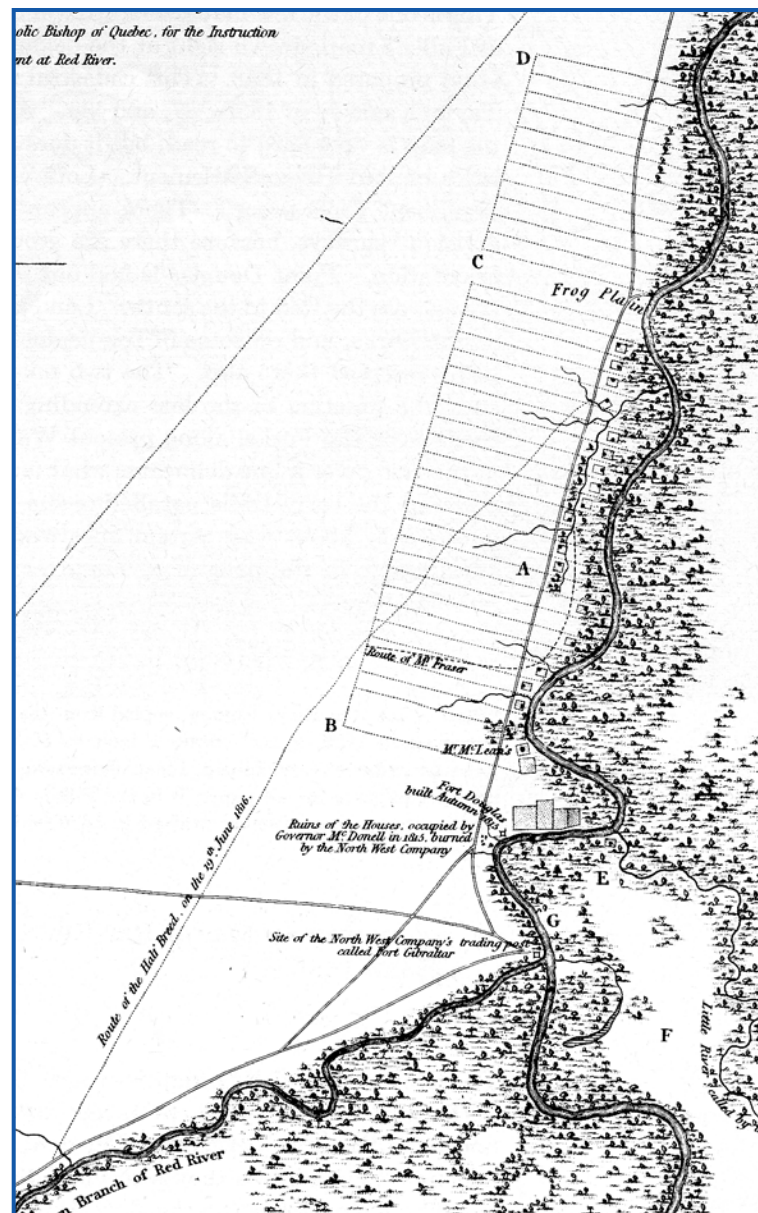 olic Bishop of Quebec, for the Instruction
ent at Red River.
D
C
Frog Plain
A
Route of Mr. Fraser
B
Mr. McLean's
Fort Douglas
built Autumn 1815
Ruins of the Houses, occupied by
Governor Mc.Donell in 1815, burned
by the North West Company
E
G
Site of the North West Company's trading post
called Fort Gibraltar
Route of the Half Breed, on the 19th. June 1816.
F
Little River
called by
n Branch of Red River